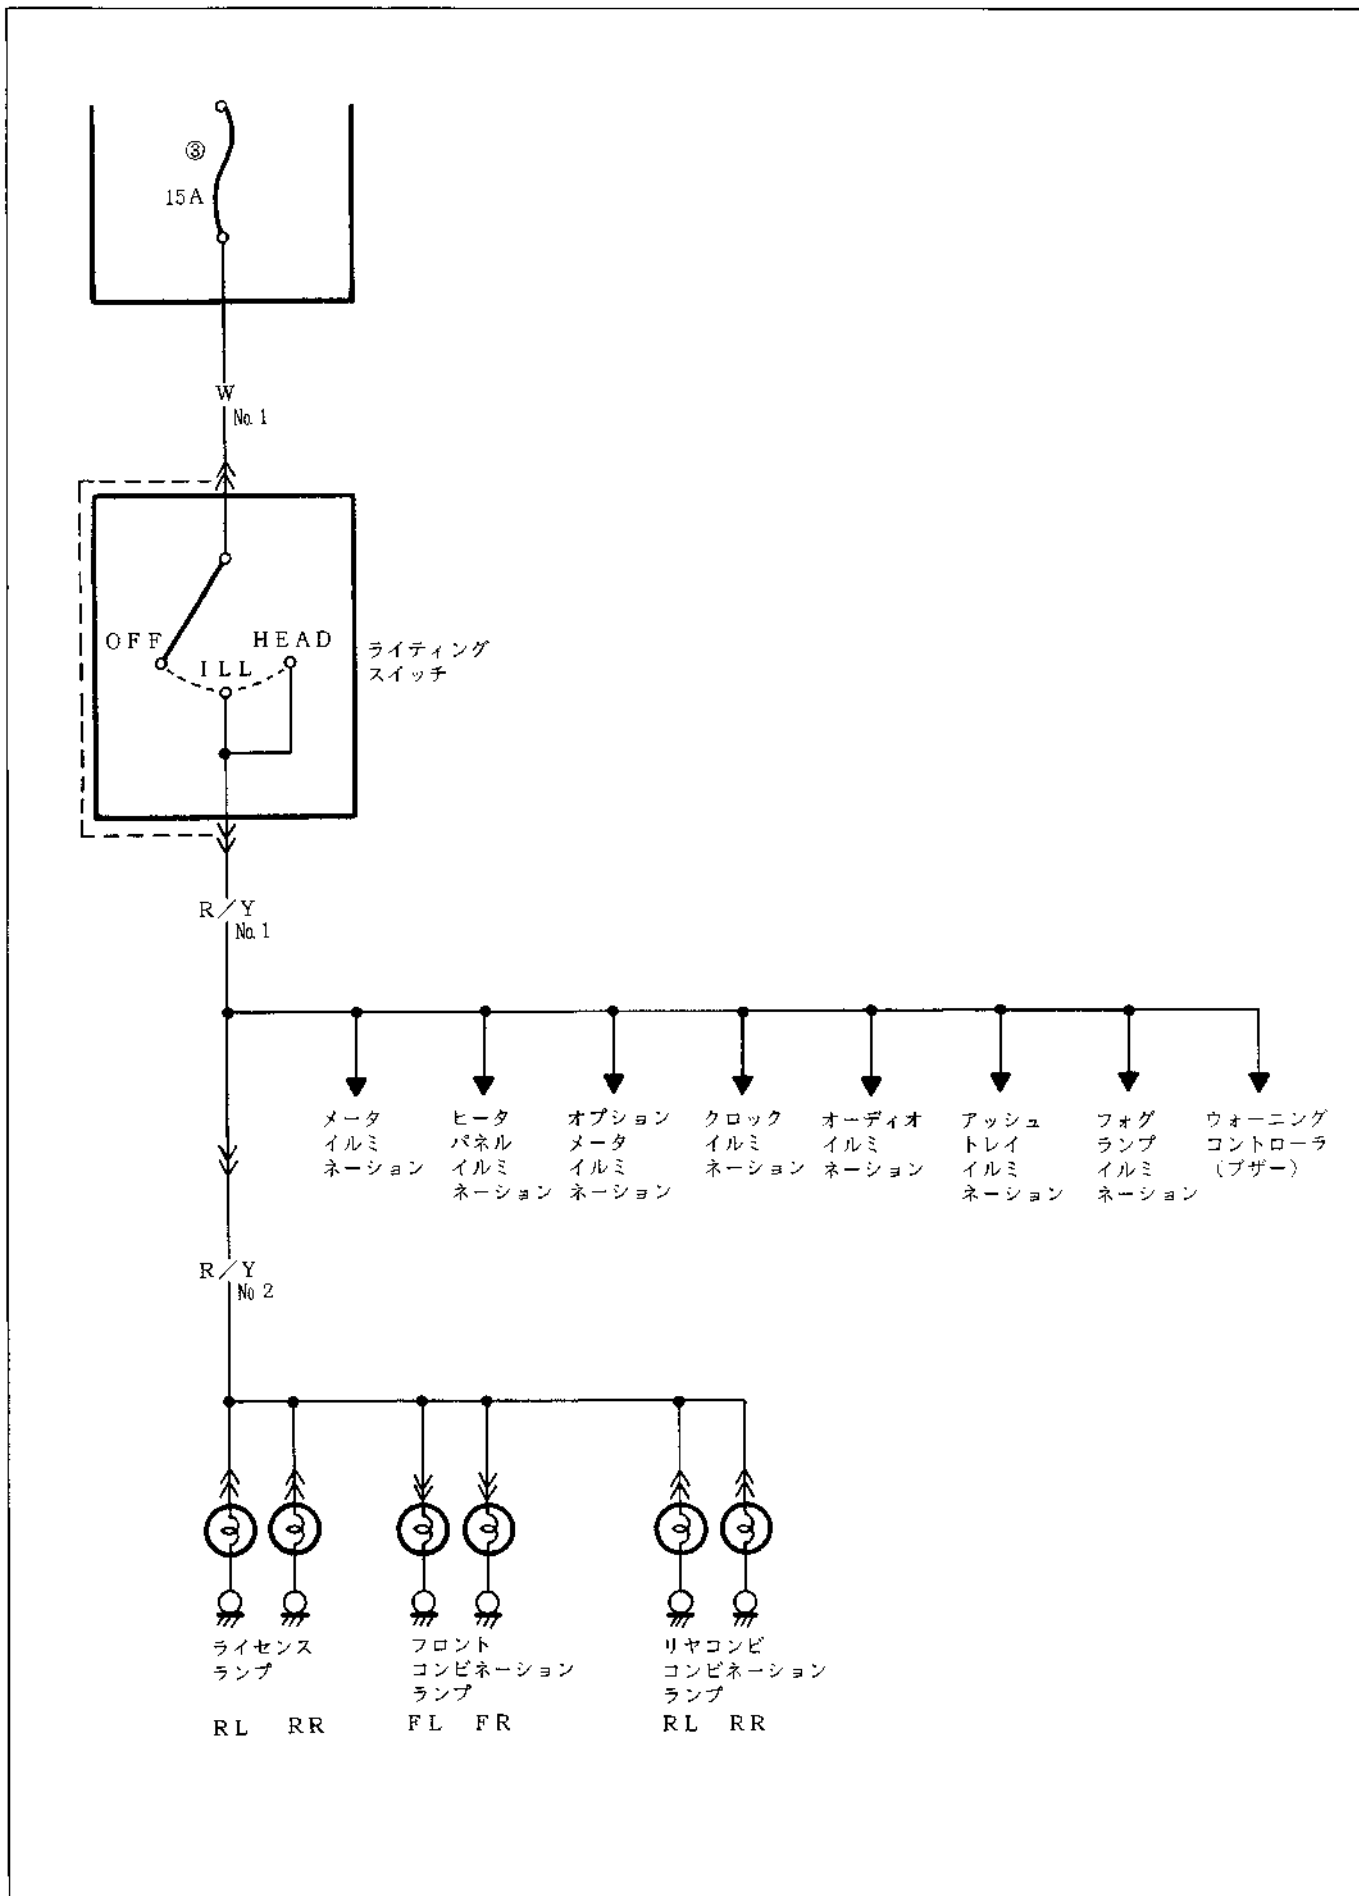 ③
15A
W
No.1
OFF
ILL
HEAD
ライティング
スイッチ
R/Y
No.1
メータ
イルミ
ネーション
ヒータ
パネル
イルミ
ネーション
オプション
メータ
イルミ
ネーション
クロック
イルミ
ネーション
オーディオ
イルミ
ネーション
アッシュ
トレイ
イルミ
ネーション
フォグ
ランプ
イルミ
ネーション
ウォーニング
コントローラ
(ブザー)
R/Y
No.2
ライセンス
ランプ
RL RR
フロント
コンビネーション
ランプ
FL FR
リヤコンビ
コンビネーション
ランプ
RL RR